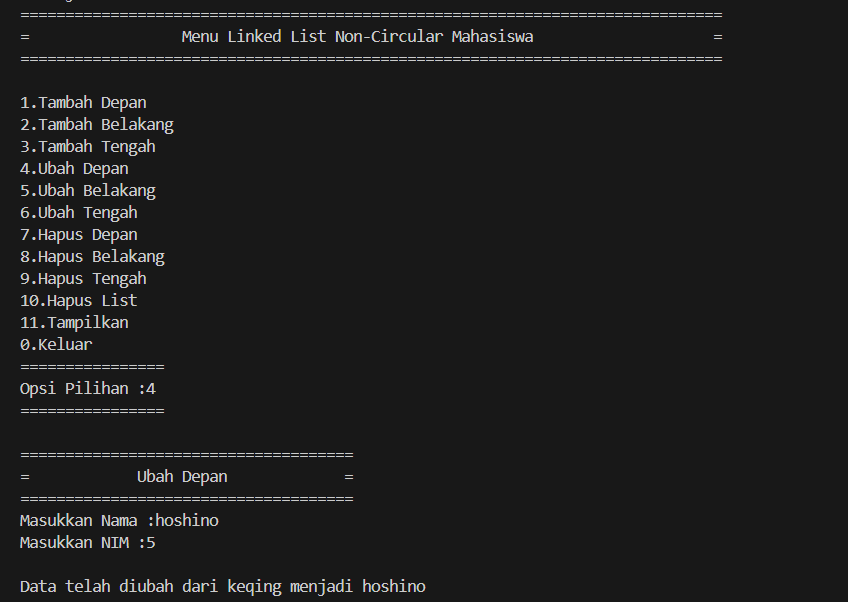 ==============================================================================
=                 Menu Linked List Non-Circular Mahasiswa                    =
==============================================================================
1.Tambah Depan
2.Tambah Belakang
3.Tambah Tengah
4.Ubah Depan
5.Ubah Belakang
6.Ubah Tengah
7.Hapus Depan
8.Hapus Belakang
9.Hapus Tengah
10.Hapus List
11.Tampilkan
0.Keluar
================
Opsi Pilihan :4
================
=====================================
=            Ubah Depan             =
=====================================
Masukkan Nama :hoshino
Masukkan NIM :5
Data telah diubah dari keqing menjadi hoshino